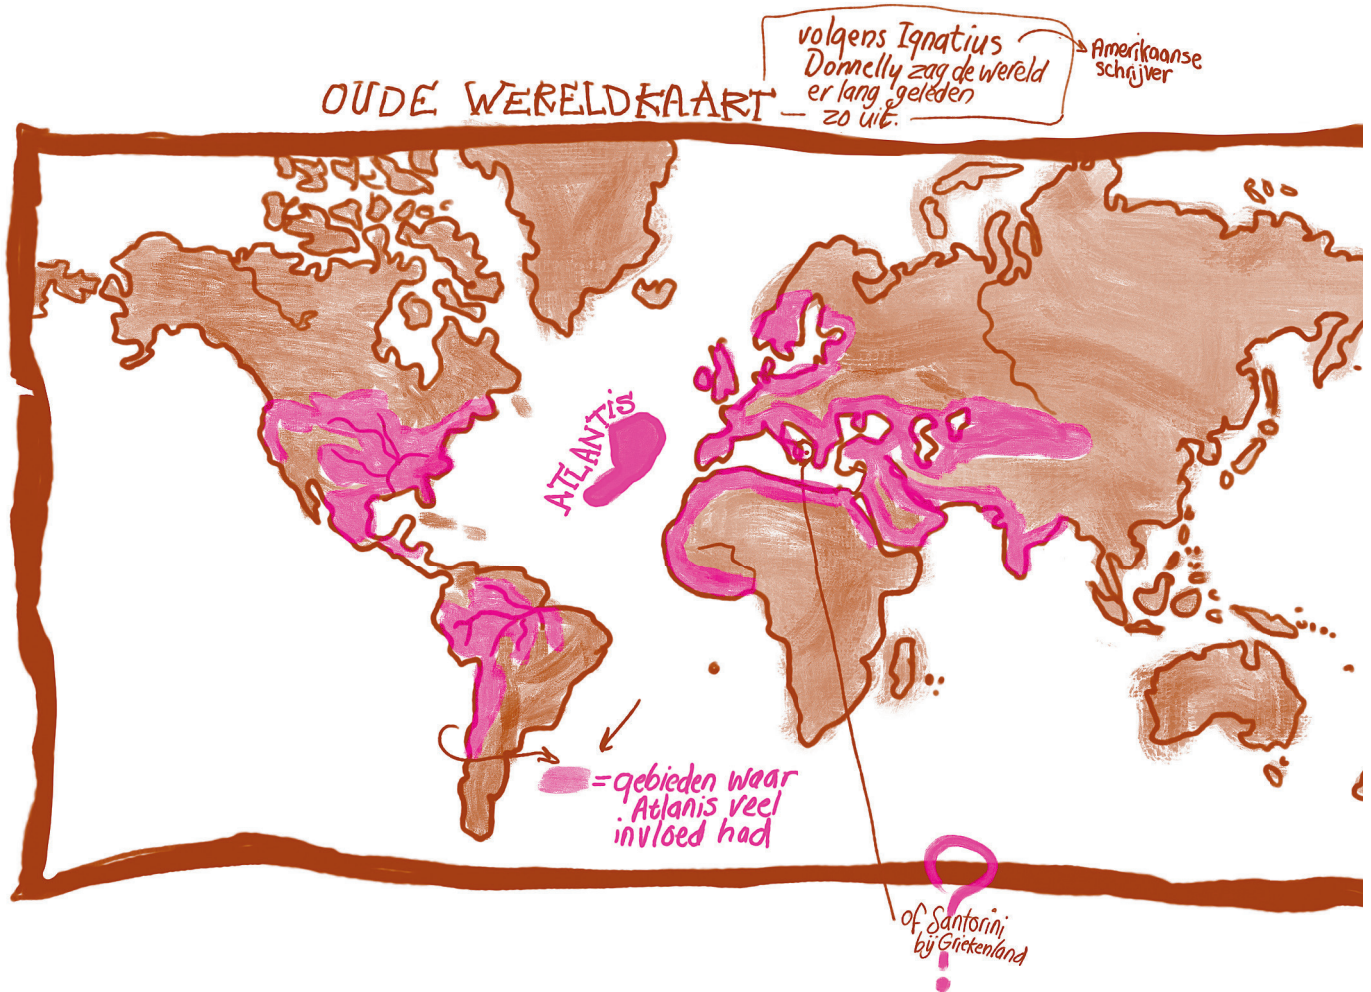 volgens Ignatius
Donnelly zag de wereld
er lang geleden
zo uit.
Amerikaanse
schrijver
OUDE WERELDKAART
ATLANTiS
= gebieden waar
Atlanis veel
invloed had
of Santorini
bij Griekenland